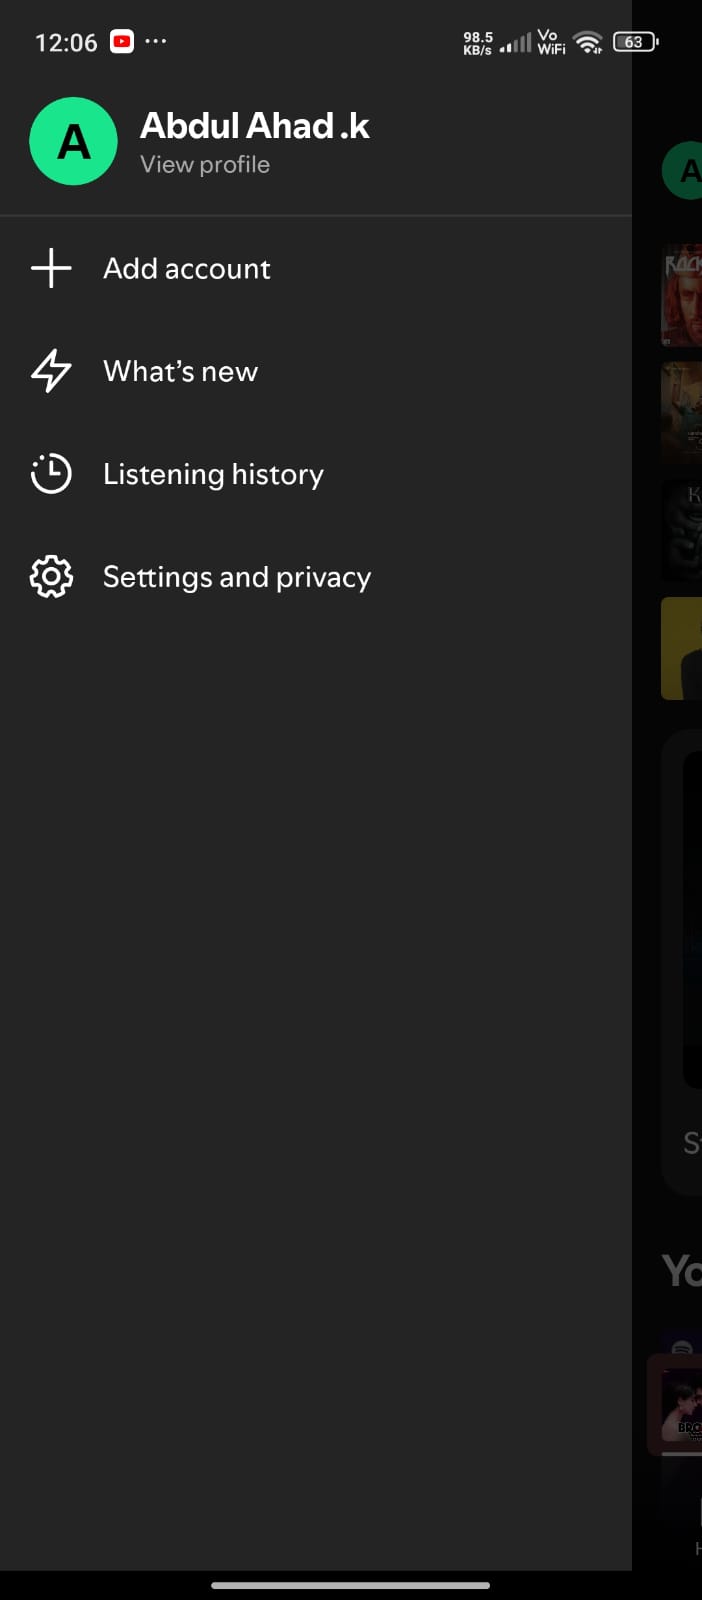 12:06
98.5
KB/s
Vo
WiFi
63
A
Abdul Ahad .k
View profile
A
Add account
What's new
Listening history
Settings and privacy